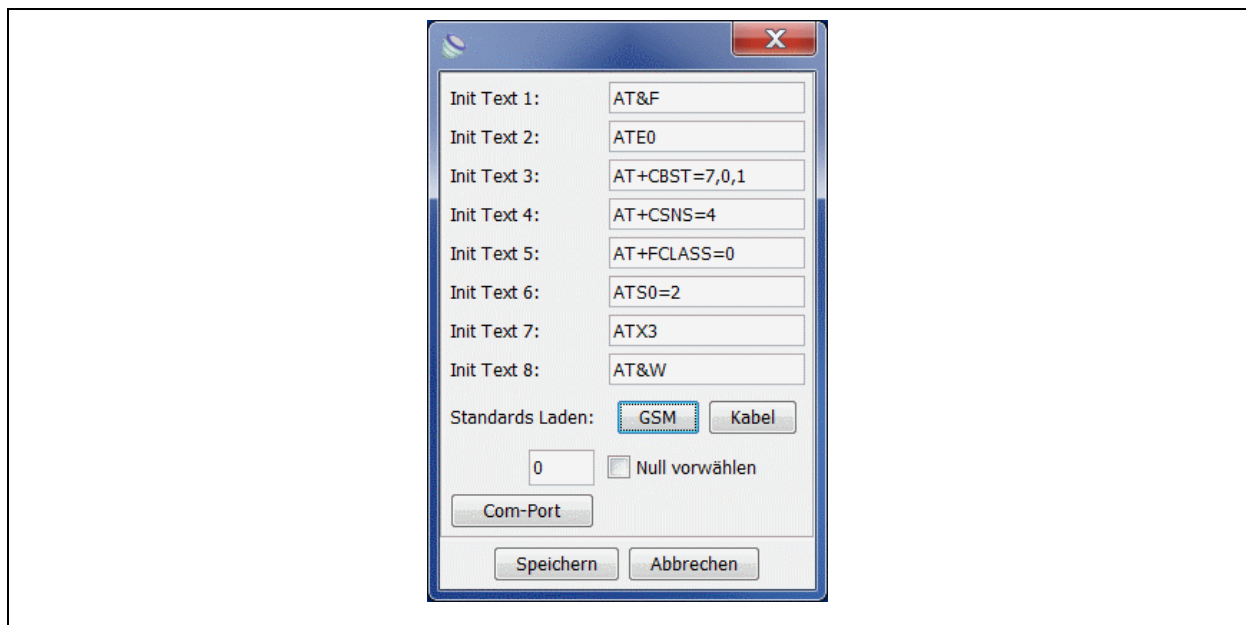 Init Text 1: AT&F
Init Text 2: ATE0
Init Text 3: AT+CBST=7,0,1
Init Text 4: AT+CSNS=4
Init Text 5: AT+FCLASS=0
Init Text 6: ATS0=2
Init Text 7: ATX3
Init Text 8: AT&W
Standards Laden: GSM Kabel
0 Null vorwählen
Com-Port
Speichern Abbrechen